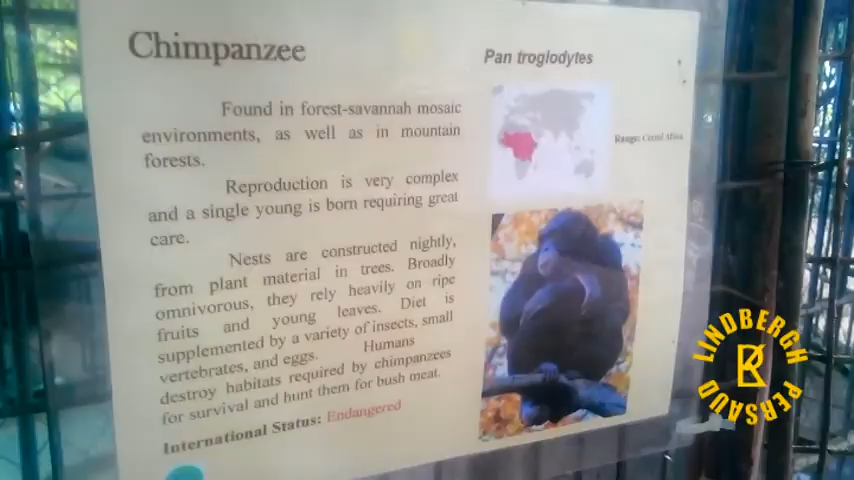 Chimpanzee
Found in forest-savannah mosaic
environments, as well as in mountain
forests.
Reproduction is very complex
and a single young is born requiring great
care.
Nests are constructed nightly,
from plant material in trees. Broadly
omnivorous, they rely heavily on ripe
fruits and young leaves. Diet is
supplemented by a variety of insects, small
vertebrates, and eggs. Humans
destroy habitats required by chimpanzees
for survival and hunt them for bush meat.
International Status: Endangered
Pan troglodytes
Range: Africa
LINDBERGH
PERSAUD